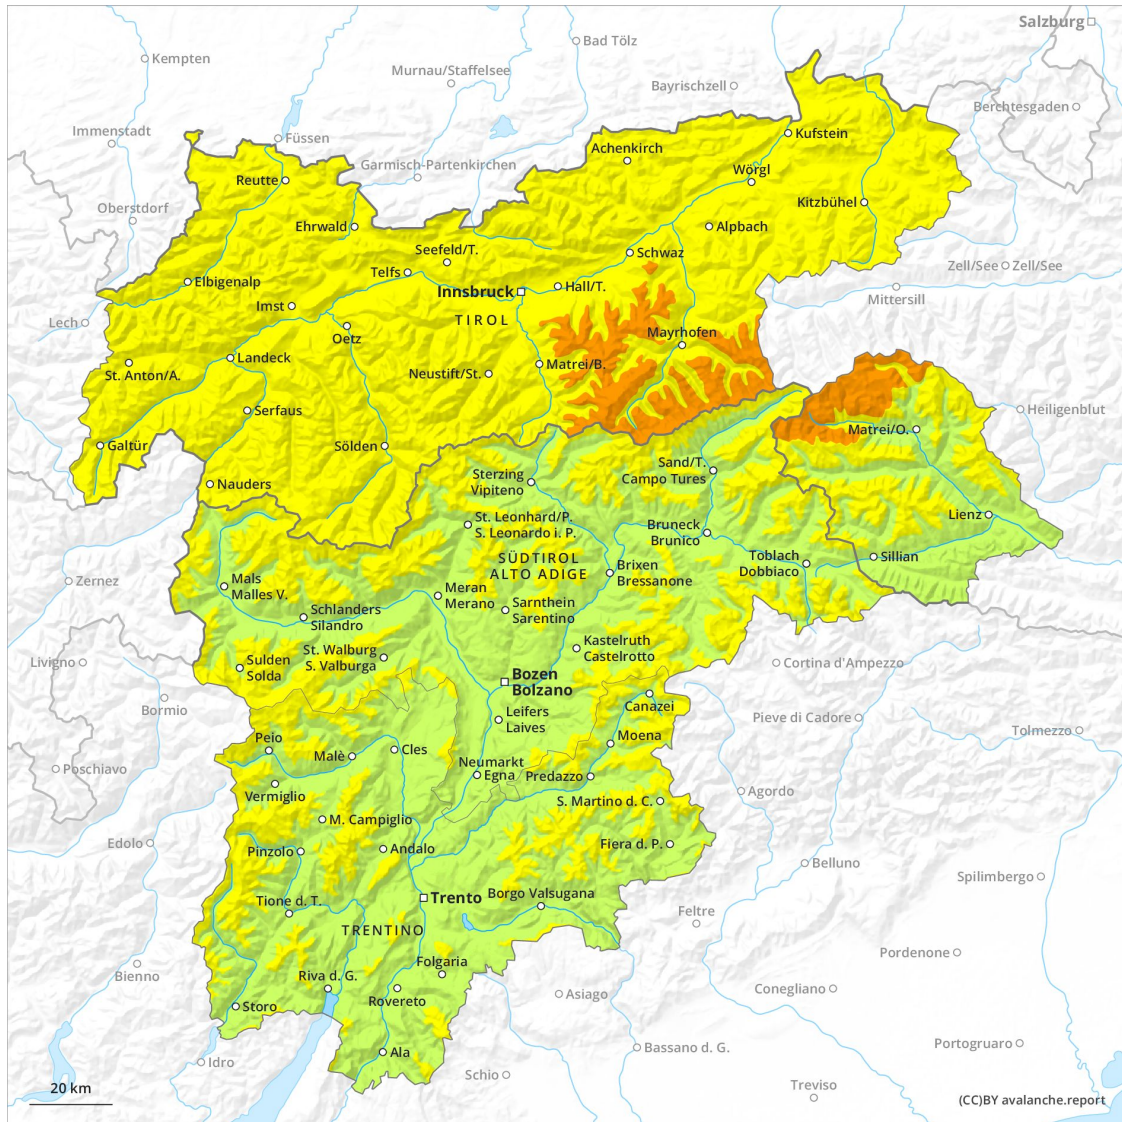 Salzburg
Bad Tölz
Kempten
Murnau/Staffelsee
Bayrischzell
Berchtesgaden
Immenstadt
Füssen
Kufstein
Achenkirch
Garmisch-Partenkirchen
Wörgl
Reutte
Oberstdorf
Kitzbühel
Ehrwald
Alpbach
Seefeld/T.
Schwaz
Telfs
Zell/See
Zell/See
Elbigenalp
Innsbruck
Hall/T.
Mittersill
Imst
TIROL
Lech
Oetz
Mayrhofen
Landeck
Matrei/B.
St. Anton/A.
Neustift/St.
Serfaus
Heiligenblut
Galtür
Sölden
Matrei/O.
Sterzing
Vipiteno
Sand/T.
Campo Tures
Nauders
St. Leonhard/P.
S. Leonardo i. P.
Lienz
Bruneck
Brunico
SÜDTIROL
ALTO ADIGE
Toblach
Dobbiaco
Sillian
Brixen
Bressanone
Zernez
Mals
Malles V.
Meran
Merano
Sarnthein
Sarentino
Schlanders
Silandro
Kastelruth
Castelrotto
St. Walburg
S. Valburga
Livigno
Sulden
Solda
Cortina d'Ampezzo
Bozen
Bolzano
Bormio
Canazei
Leifers
Laives
Pieve di Cadore
Tolmezzo
Peio
Moena
Malè
Cles
Neumarkt
Egna
Predazzo
Poschiavo
Vermiglio
Agordo
S. Martino d. C.
M. Campiglio
Edolo
Pinzolo
Andalo
Fiera d. P.
Belluno
Spilimbergo
Trento
Borgo Valsugana
Tione d. T.
Feltre
TRENTINO
Pordenone
Folgaria
Bienno
Riva d. G.
Rovereto
Asiago
Conegliano
Storo
Portogruaro
Ala
Bassano d. G.
Idro
Schio
Treviso
20 km
(CC)BY avalanche.report